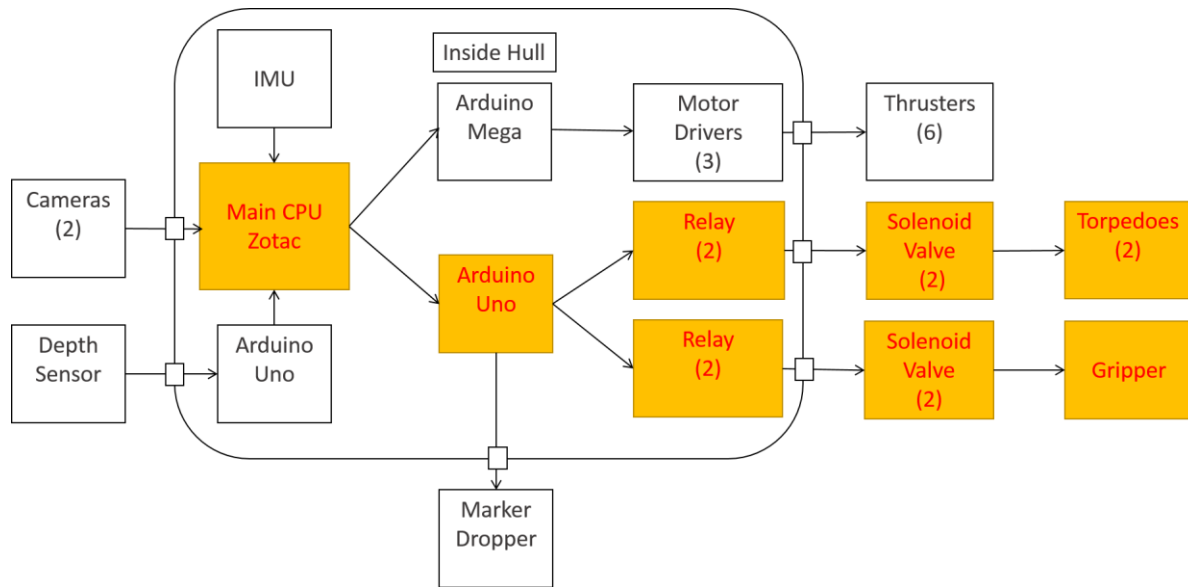 Inside Hull
IMU
Arduino
Mega
Motor
Drivers
(3)
Thrusters
(6)
Cameras
(2)
Main CPU
Zotac
Relay
(2)
Solenoid
Valve
(2)
Torpedoes
(2)
Arduino
Uno
Depth
Sensor
Arduino
Uno
Relay
(2)
Solenoid
Valve
(2)
Gripper
Marker
Dropper